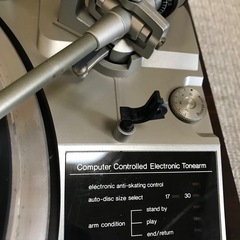 Computer Controlled Electronic Tonearm
electronic anti-skating control
auto-disc size select 17 30
stand by
arm condition play
end/return